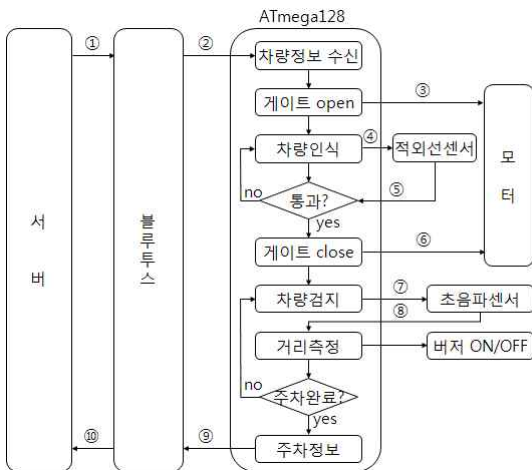 ATmega128
① ② 차량정보 수신
게이트 open ③
차량인식 ④ 적외선센서
모터
no 통과? ⑤
yes
서버
블루투스
게이트 close ⑥
차량검지 ⑦ 초음파센서
⑧
거리측정 버저 ON/OFF
no 주차완료?
yes
⑩ ⑨ 주차정보